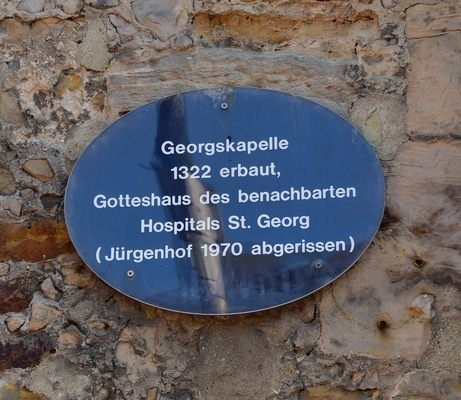 Georgskapelle
1322 erbaut,
Gotteshaus des benachbarten
Hospitals St. Georg
(Jürgenhof 1970 abgerissen)